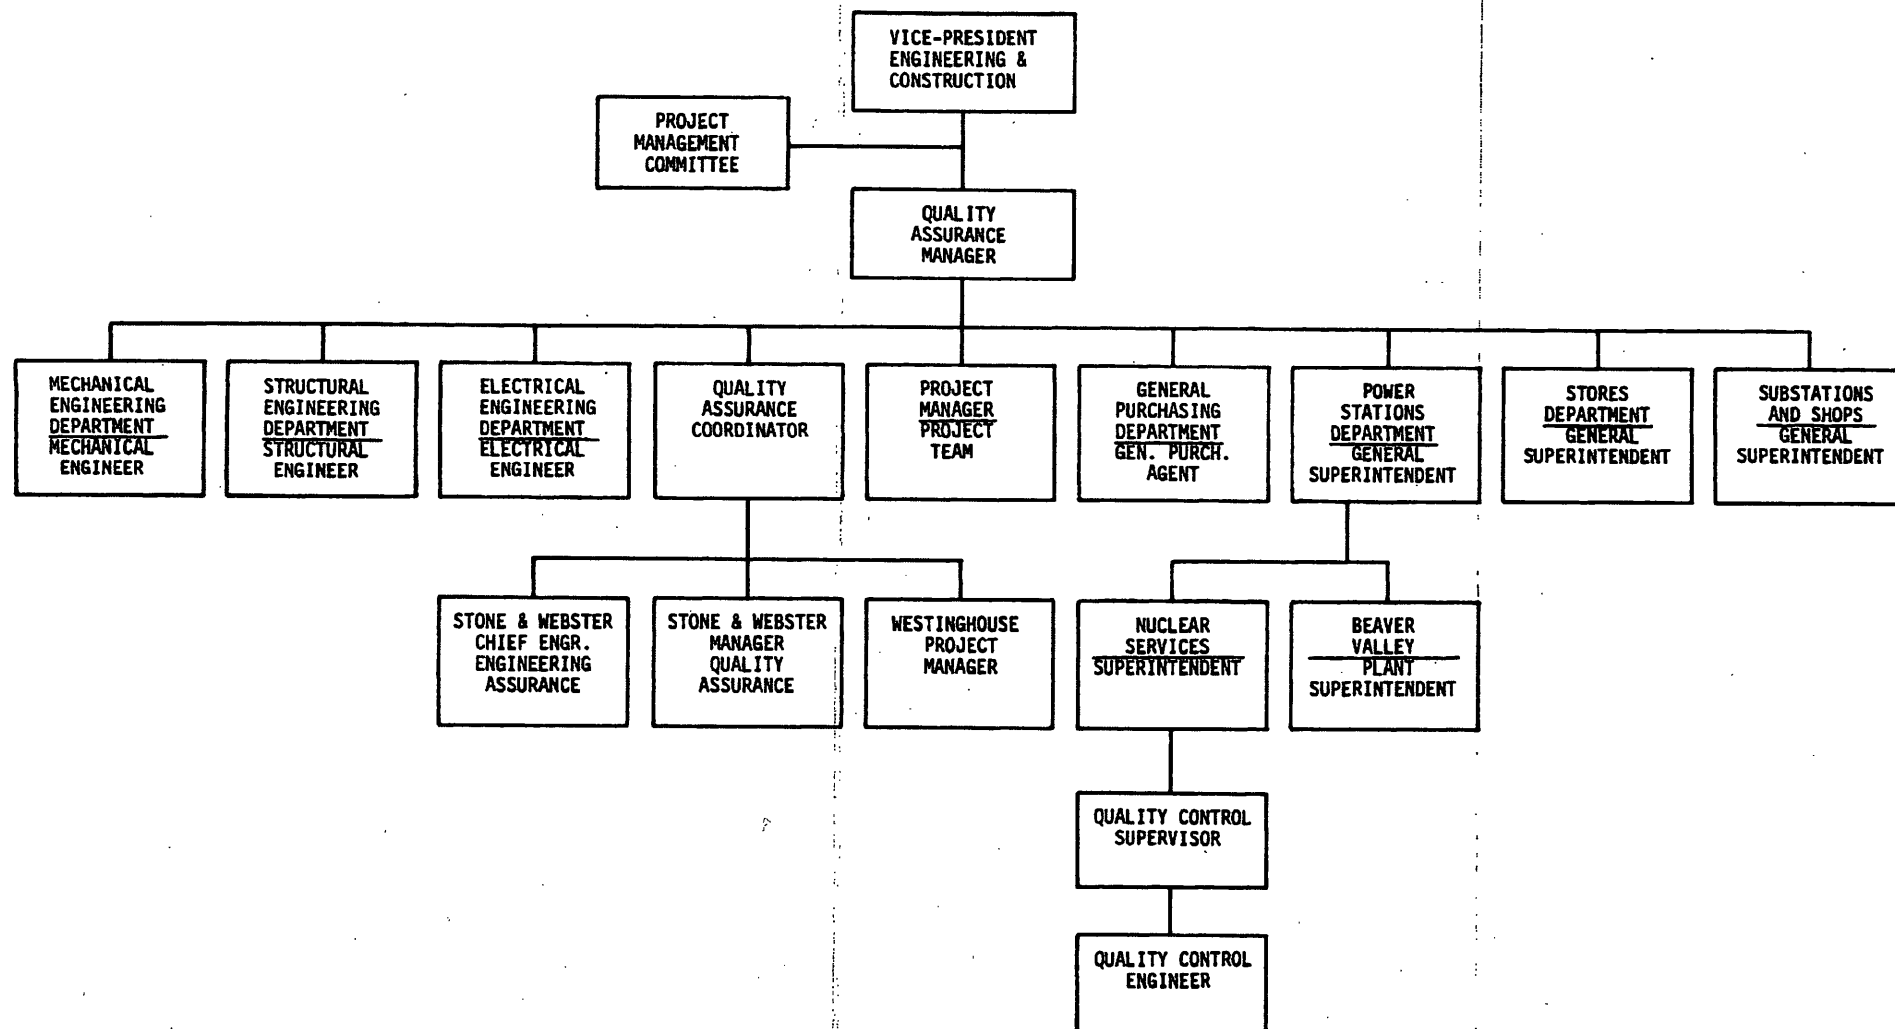 VICE-PRESIDENT
ENGINEERING &
CONSTRUCTION
PROJECT
MANAGEMENT
COMMITTEE
QUALITY
ASSURANCE
MANAGER
MECHANICAL
ENGINEERING
DEPARTMENT
MECHANICAL
ENGINEER
STRUCTURAL
ENGINEERING
DEPARTMENT
STRUCTURAL
ENGINEER
ELECTRICAL
ENGINEERING
DEPARTMENT
ELECTRICAL
ENGINEER
QUALITY
ASSURANCE
COORDINATOR
PROJECT
MANAGER
PROJECT
TEAM
GENERAL
PURCHASING
DEPARTMENT
GEN. PURCH.
AGENT
POWER
STATIONS
DEPARTMENT
GENERAL
SUPERINTENDENT
STORES
DEPARTMENT
GENERAL
SUPERINTENDENT
SUBSTATIONS
AND SHOPS
GENERAL
SUPERINTENDENT
STONE & WEBSTER
CHIEF ENGR.
ENGINEERING
ASSURANCE
STONE & WEBSTER
MANAGER
QUALITY
ASSURANCE
WESTINGHOUSE
PROJECT
MANAGER
NUCLEAR
SERVICES
SUPERINTENDENT
BEAVER
VALLEY
PLANT
SUPERINTENDENT
QUALITY CONTROL
SUPERVISOR
QUALITY CONTROL
ENGINEER